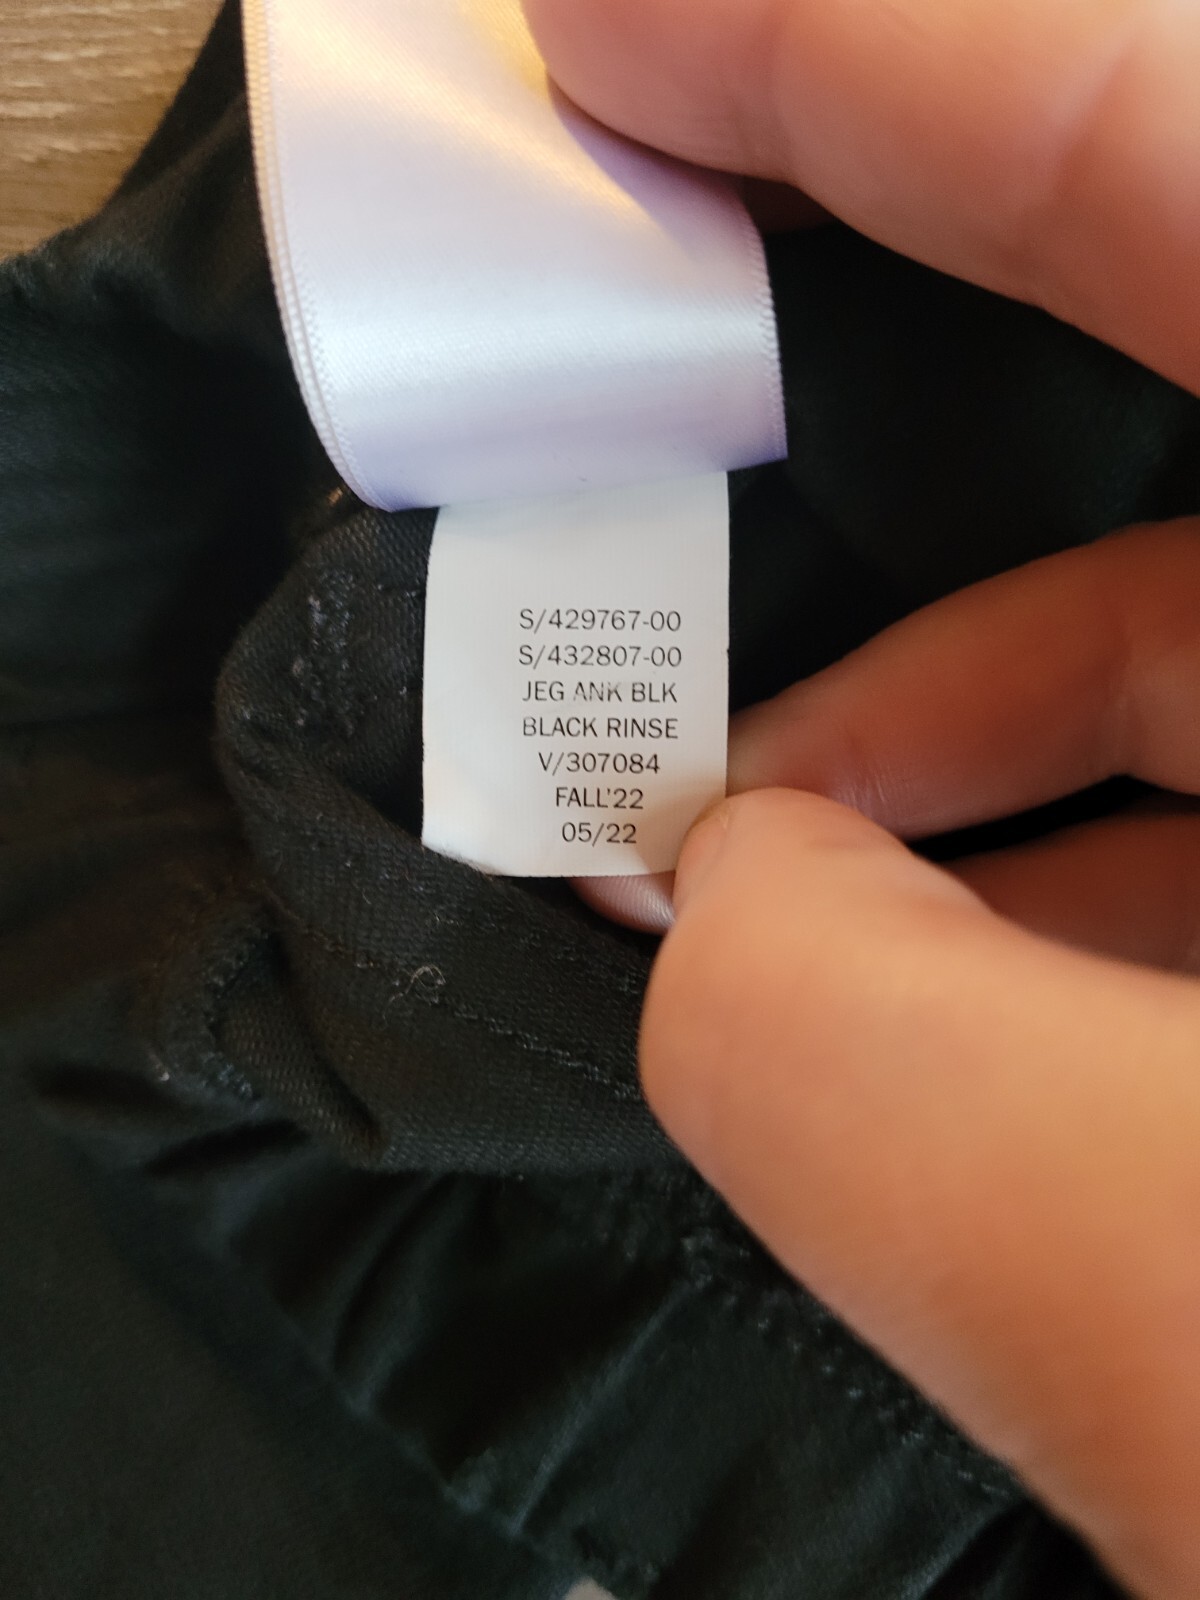 S/429767-00
S/432807-00
JEG ANK BLK
BLACK RINSE
V/307084
FALL'22
05/22